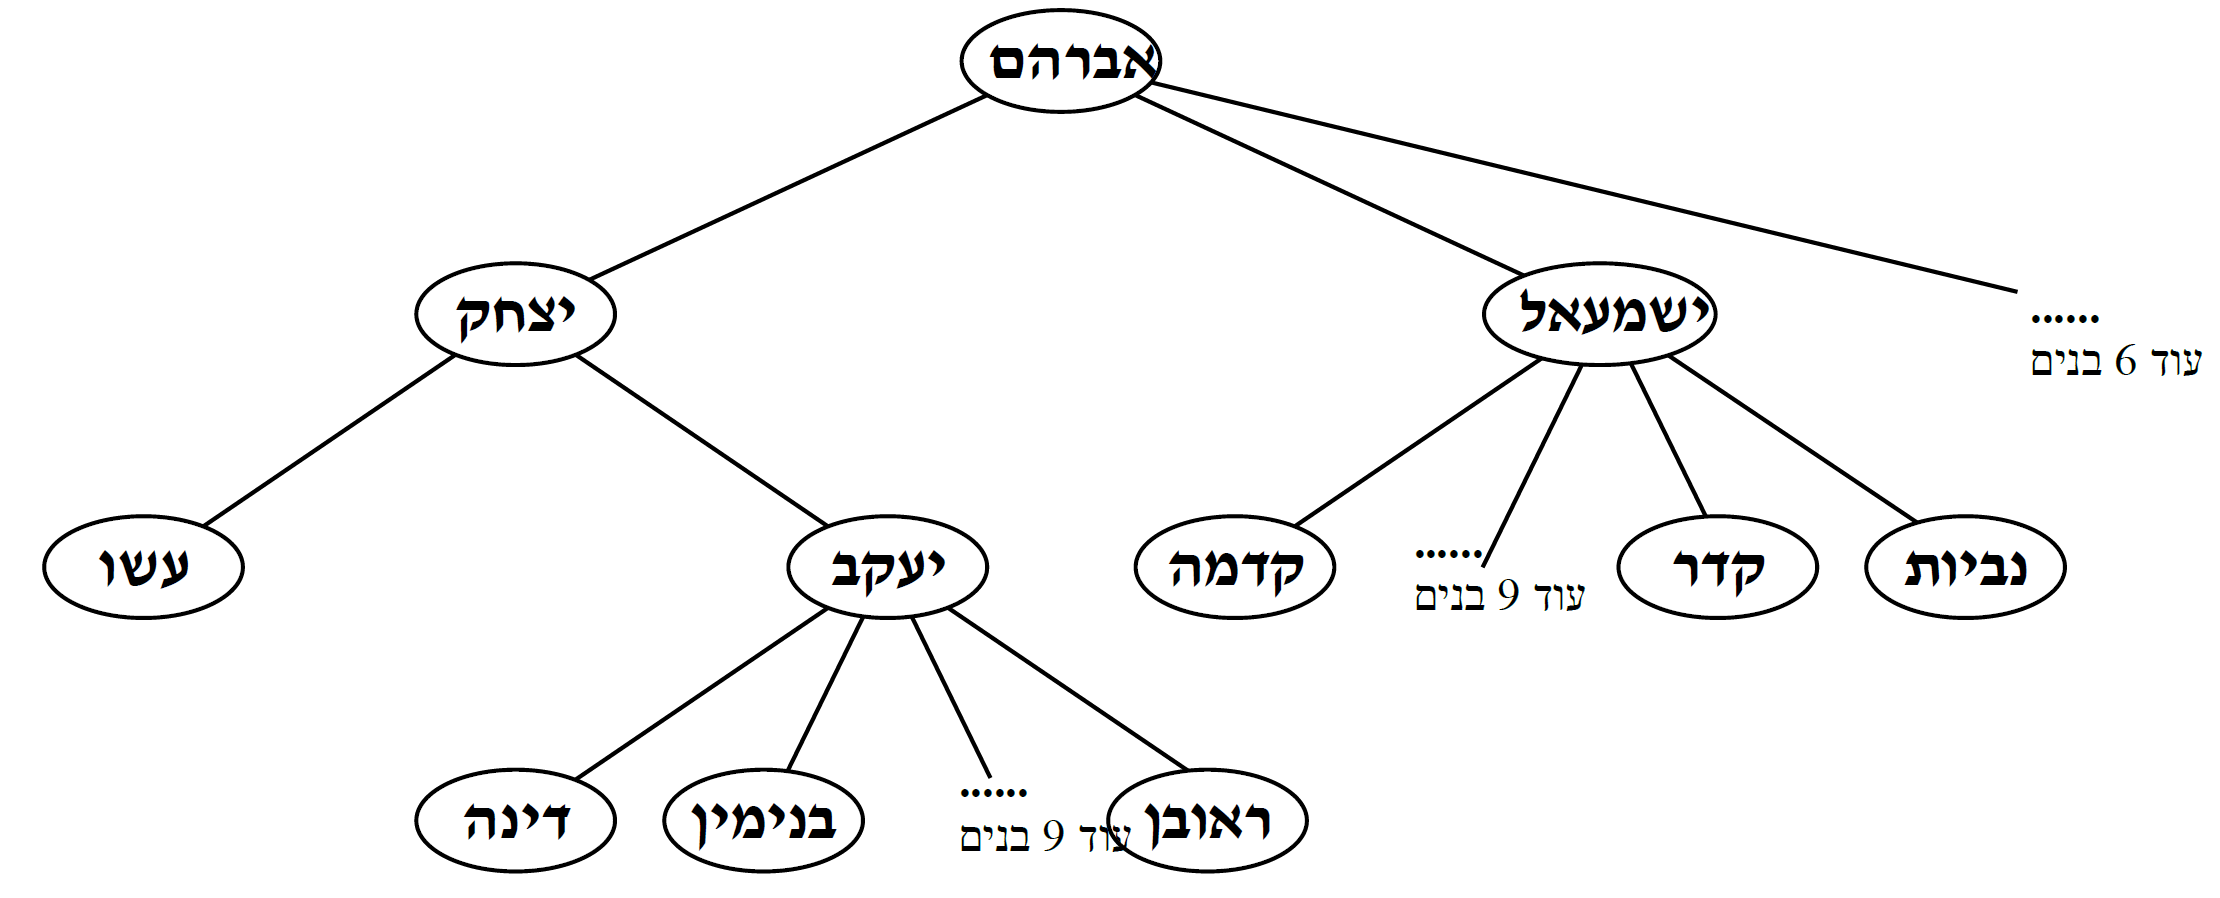 אברהם
יצחק
ישמעאל
......
עוד 6 בנים
עשו
יעקב
קדמה
......
עוד 9 בנים
קדר
נביות
דינה
בנימין
......
עוד 9 בנים
ראובן